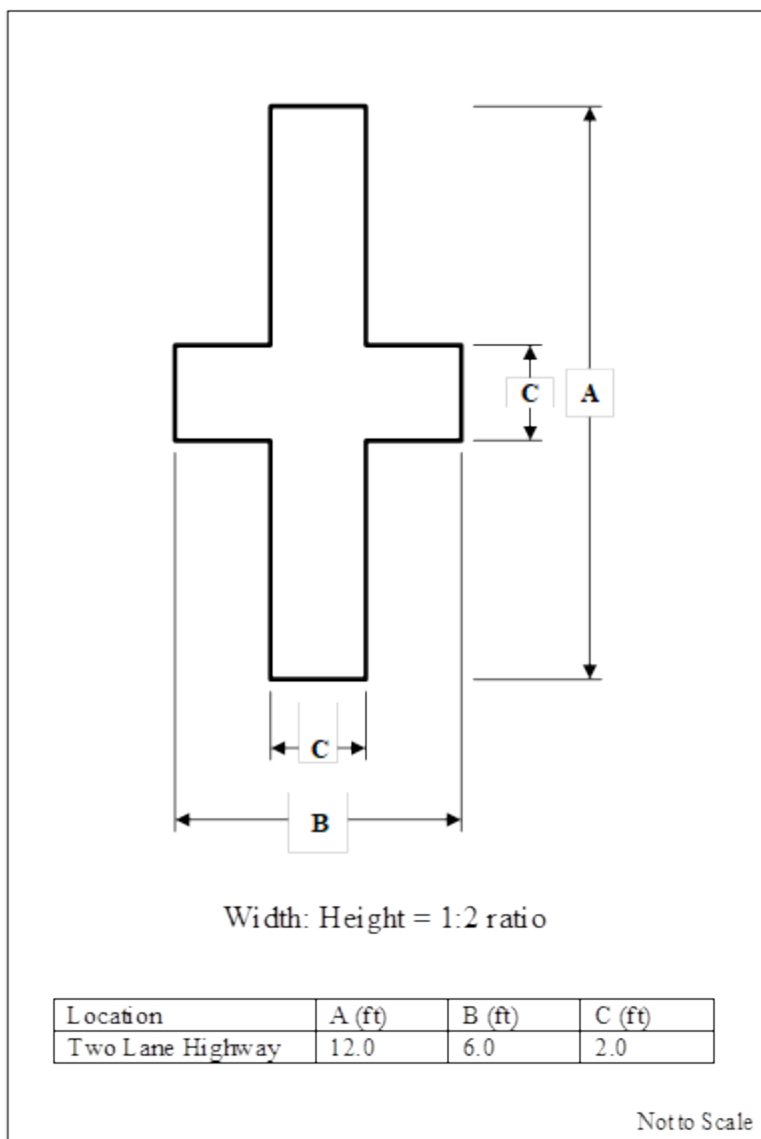 C
A
C
B
Width: Height = 1:2 ratio
Location A (ft) B (ft) C (ft)
Two Lane Highway 12.0 6.0 2.0
Not to Scale